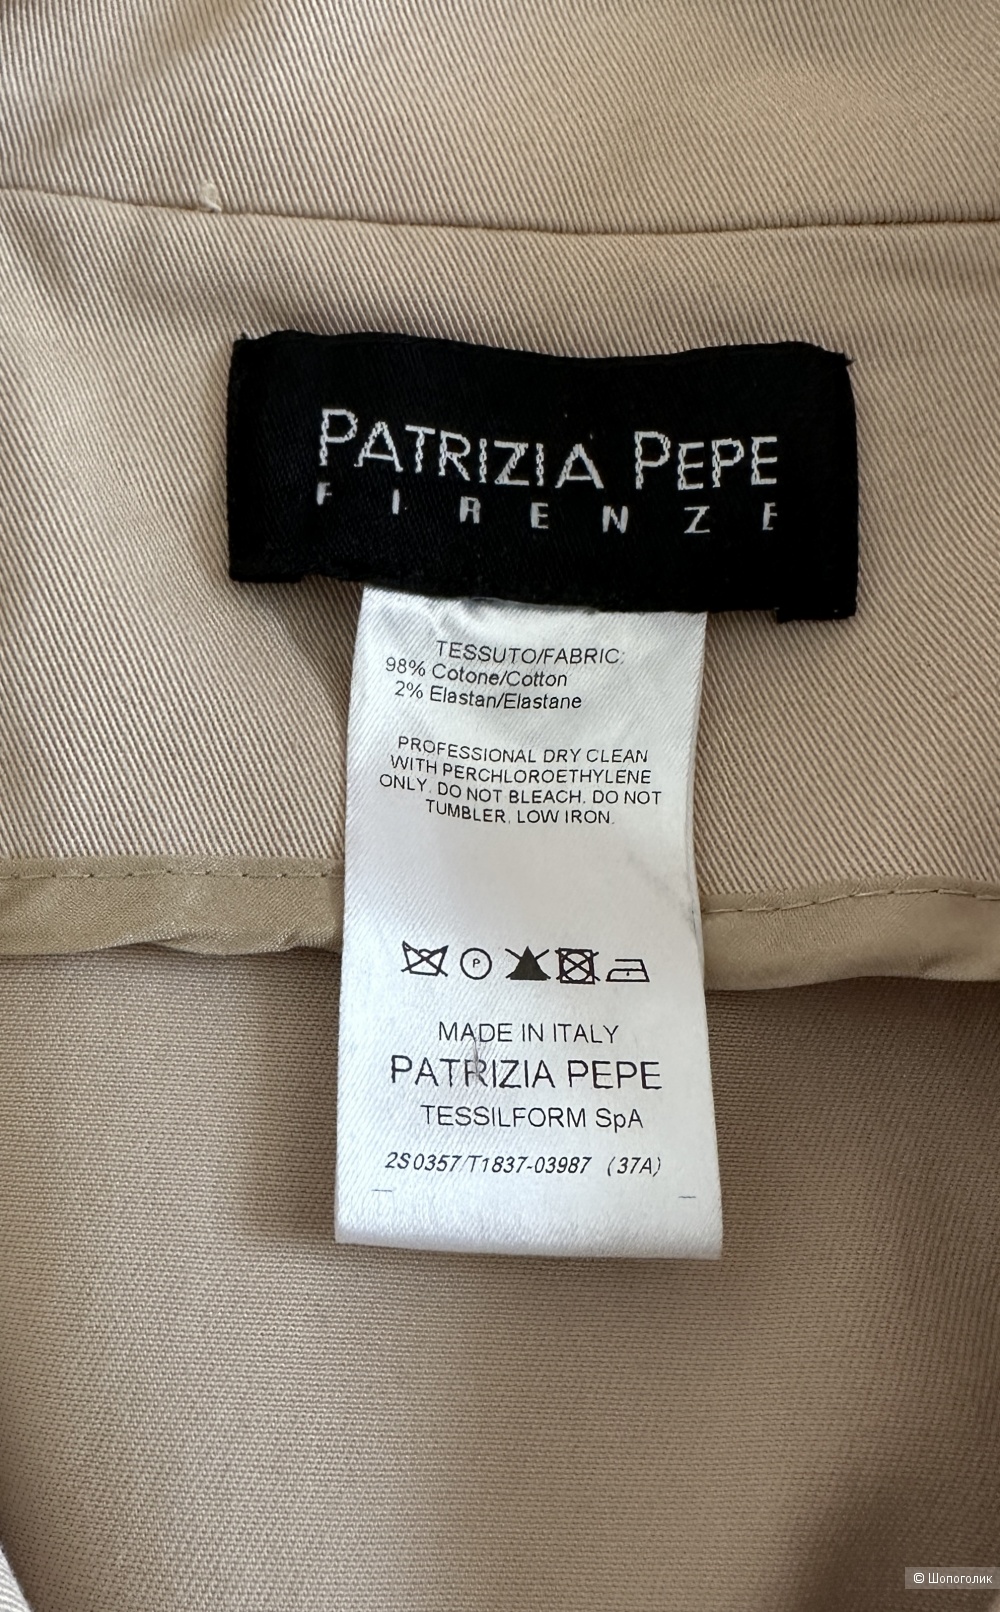 PATRIZIA PEPE
FIRENZE
TESSUTO/FABRIC:
98% Cotone/Cotton
2% Elastan/Elastane
PROFESSIONAL DRY CLEAN
WITH PERCHLOROETHYLENE
ONLY. DO NOT BLEACH. DO NOT
TUMBLER. LOW IRON.
P
MADE IN ITALY
PATRIZIA PEPE
TESSILFORM SpA
2S0357/T1837-03987 (37A)
© Шопоголик